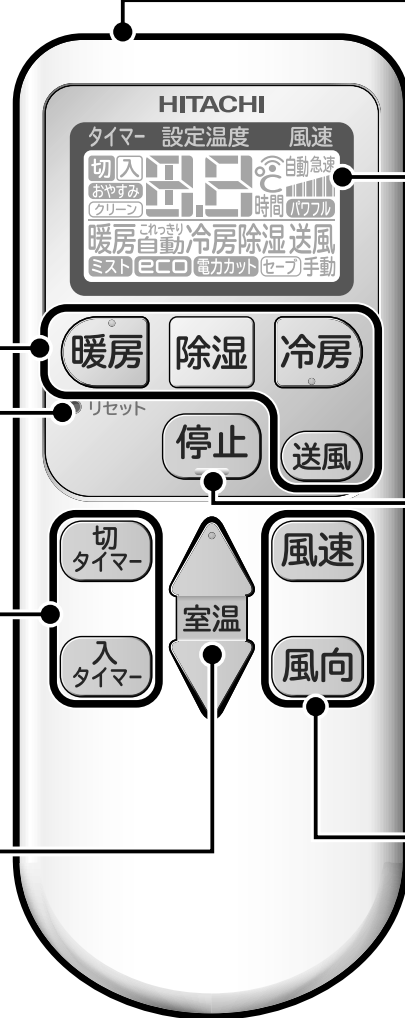 HITACHI
タイマー 設定温度 風速
切 入 8.8 ℃ 自動 急速
おやすみ
クリーン 時間 パワフル
これっきり
暖房 自動 冷房 除湿 送風
ミスト eco 電力カット セーブ 手動
暖房 除湿 冷房
リセット
停止 送風
切
タイマー
風速
室温
入
タイマー
風向